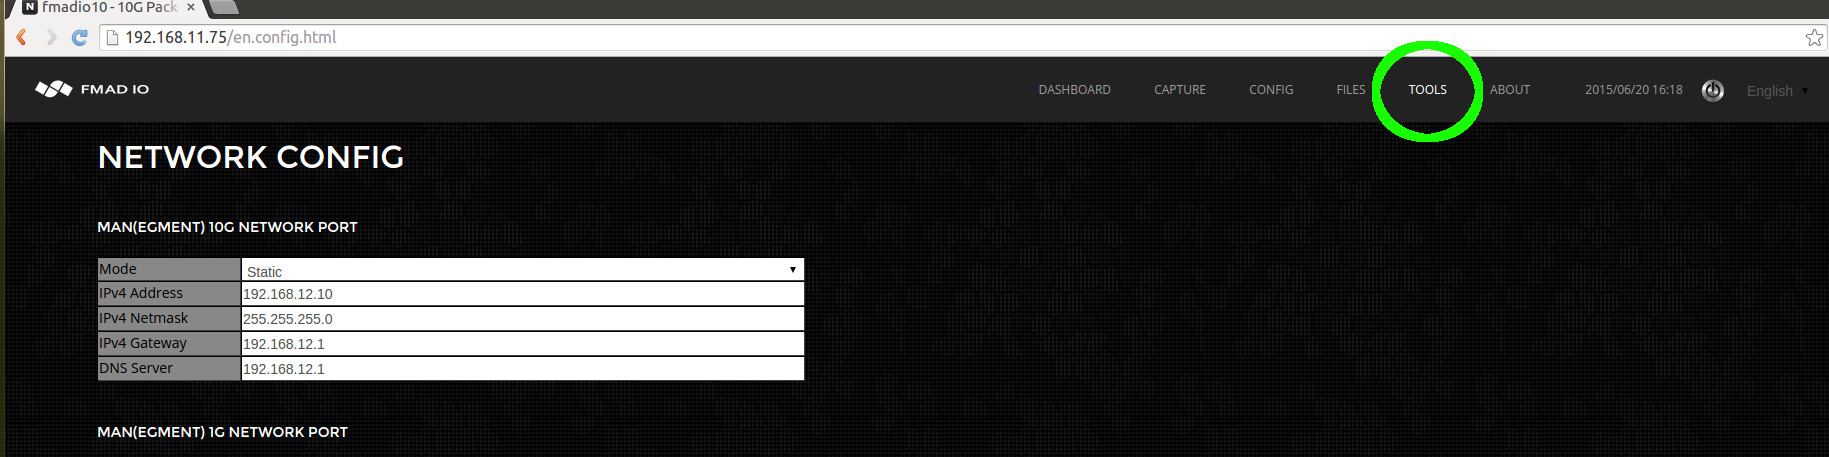 fmadio10 - 10G Pack
192.168.11.75/en.config.html
FMAD IO DASHBOARD CAPTURE CONFIG FILES TOOLS ABOUT 2015/06/20 16:18 English
NETWORK CONFIG
MAN(EGMENT) 10G NETWORK PORT
Mode Static
IPv4 Address 192.168.12.10
IPv4 Netmask 255.255.255.0
IPv4 Gateway 192.168.12.1
DNS Server 192.168.12.1
MAN(EGMENT) 1G NETWORK PORT